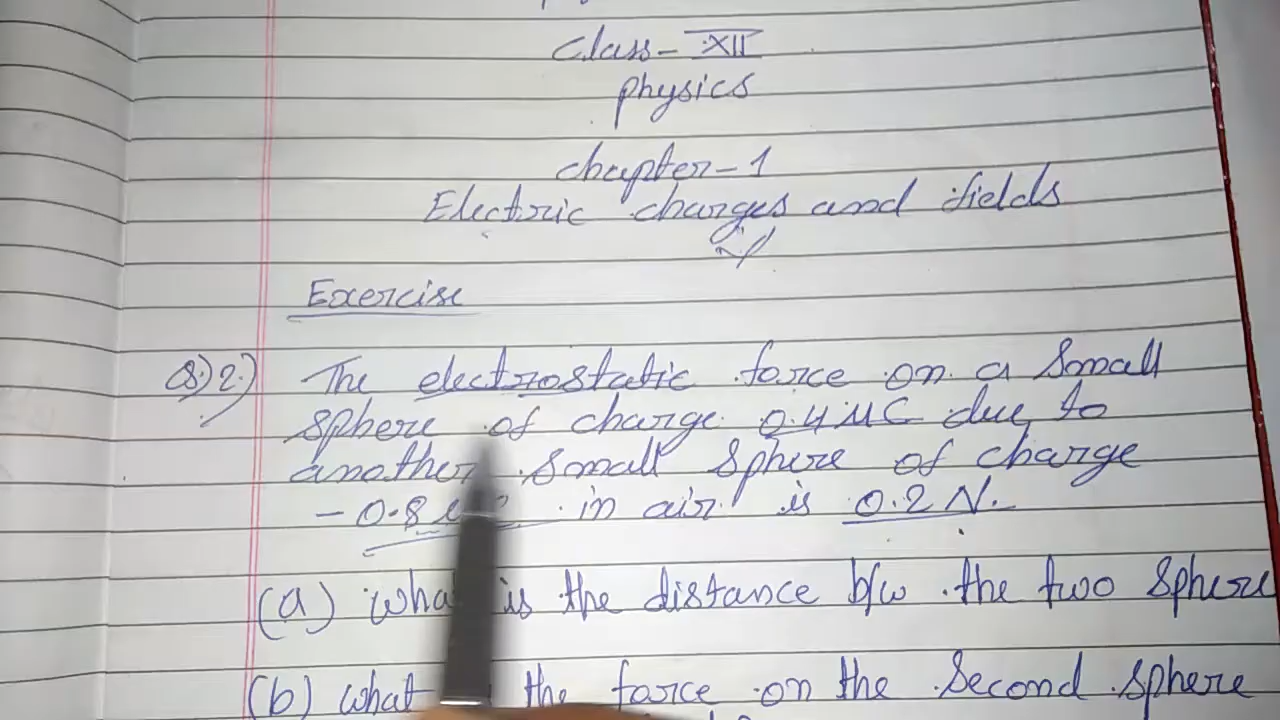 Class - XII
physics
chapter - 1
Electric charges and fields
Exercise
Q) 2.) The electrostatic force on a small
sphere of charge 0.4 μC due to
another small sphere of charge
- 0.8 in air is 0.2 N.
(a) what is the distance b/w the two sphere
(b) what the force on the second sphere